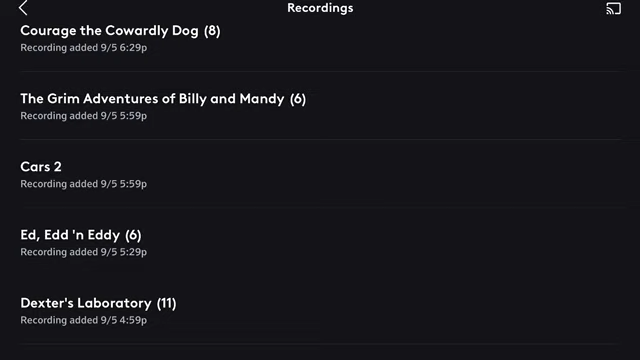 Recordings
Courage the Cowardly Dog (8)
Recording added 9/5 6:29p
The Grim Adventures of Billy and Mandy (6)
Recording added 9/5 5:59p
Cars 2
Recording added 9/5 5:59p
Ed, Edd 'n Eddy (6)
Recording added 9/5 5:29p
Dexter's Laboratory (11)
Recording added 9/5 4:59p